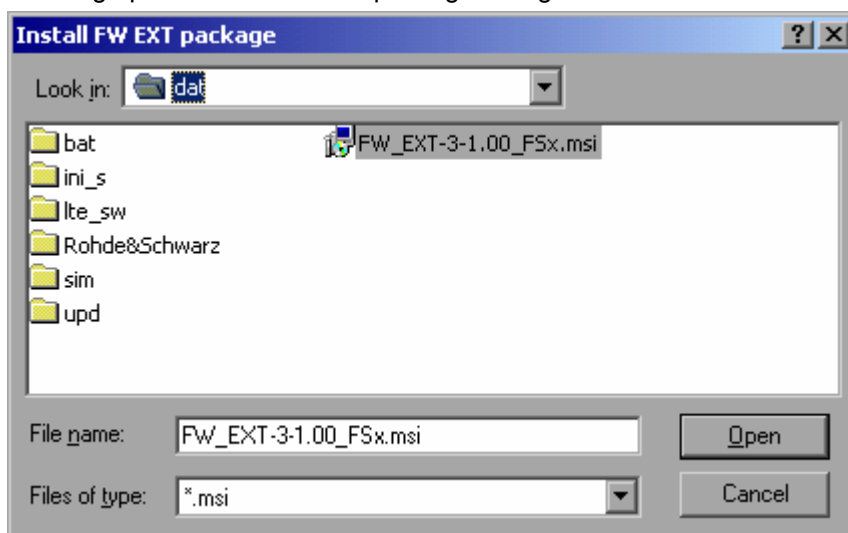 Install FW EXT package
Look in: dat
bat FW_EXT-3-1.00_FSx.msi
ini_s
lte_sw
Rohde&Schwarz
sim
upd
File name: FW_EXT-3-1.00_FSx.msi Open
Files of type: *.msi Cancel